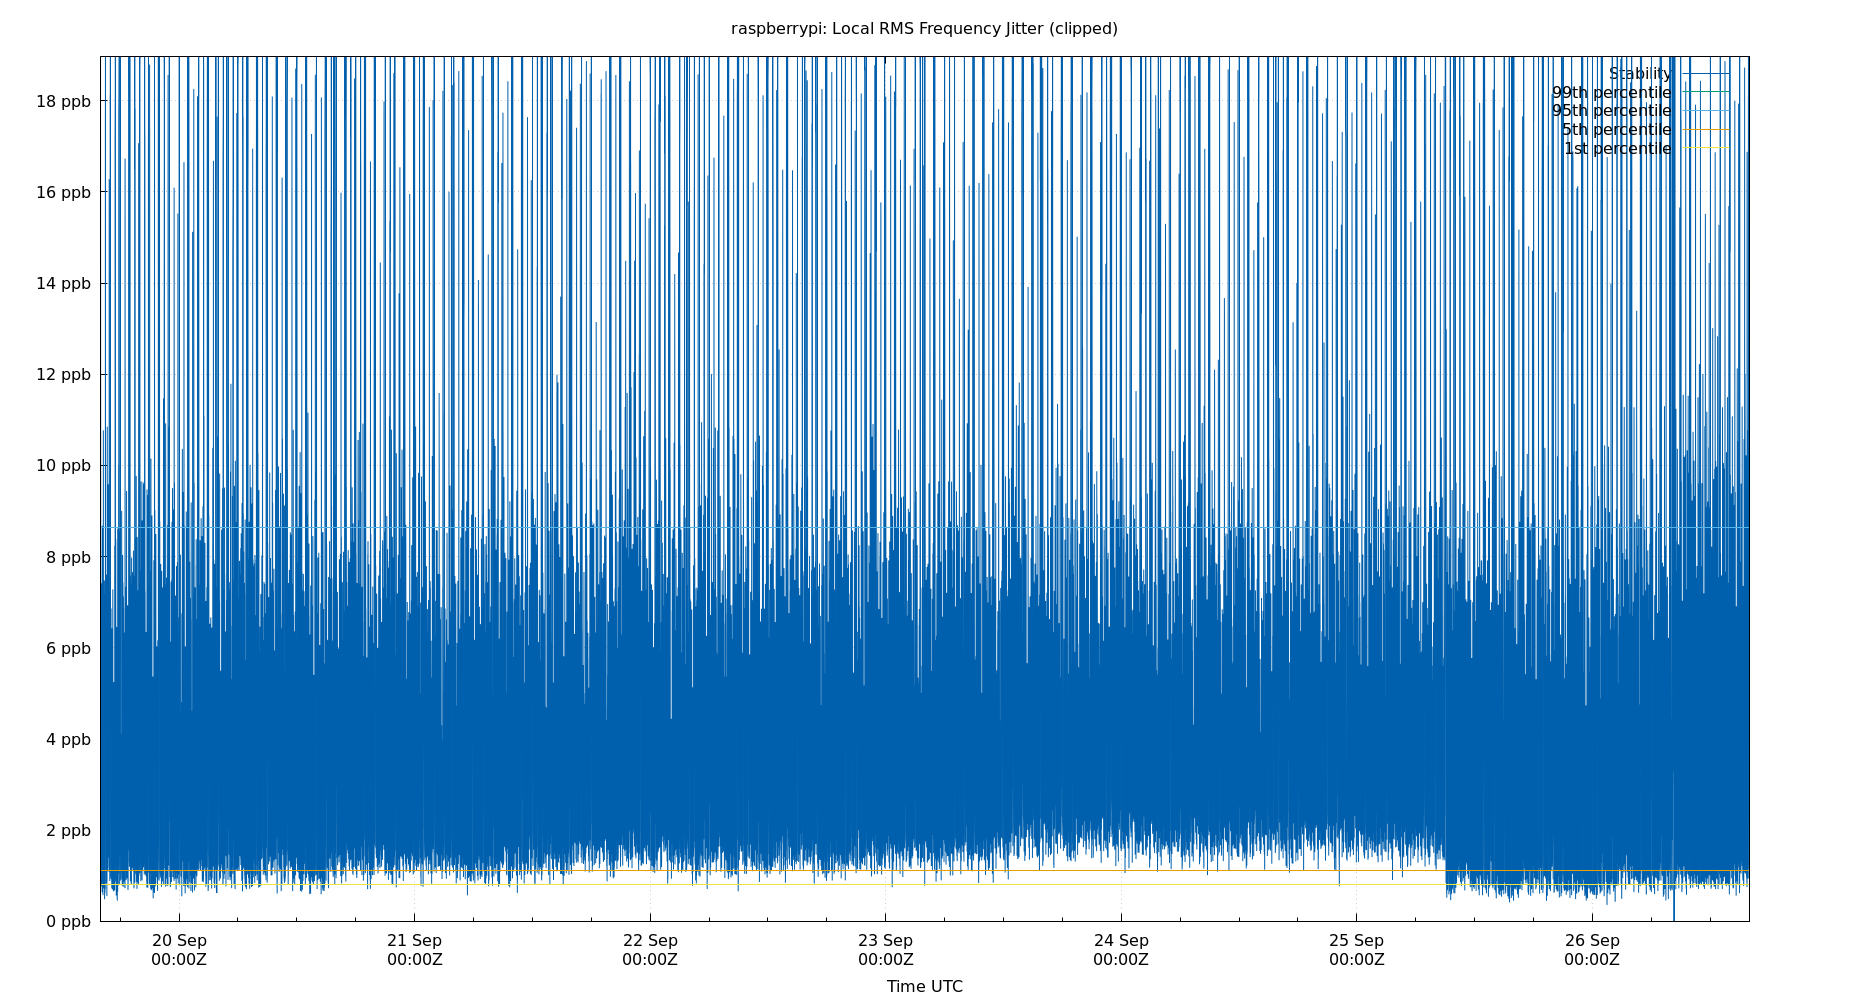 raspberrypi: Local RMS Frequency Jitter (clipped)
Stability
99th percentile
95th percentile
5th percentile
1st percentile
18 ppb
16 ppb
14 ppb
12 ppb
10 ppb
8 ppb
6 ppb
4 ppb
2 ppb
0 ppb
20 Sep 21 Sep 22 Sep 23 Sep 24 Sep 25 Sep 26 Sep
00:00Z 00:00Z 00:00Z 00:00Z 00:00Z 00:00Z 00:00Z
Time UTC